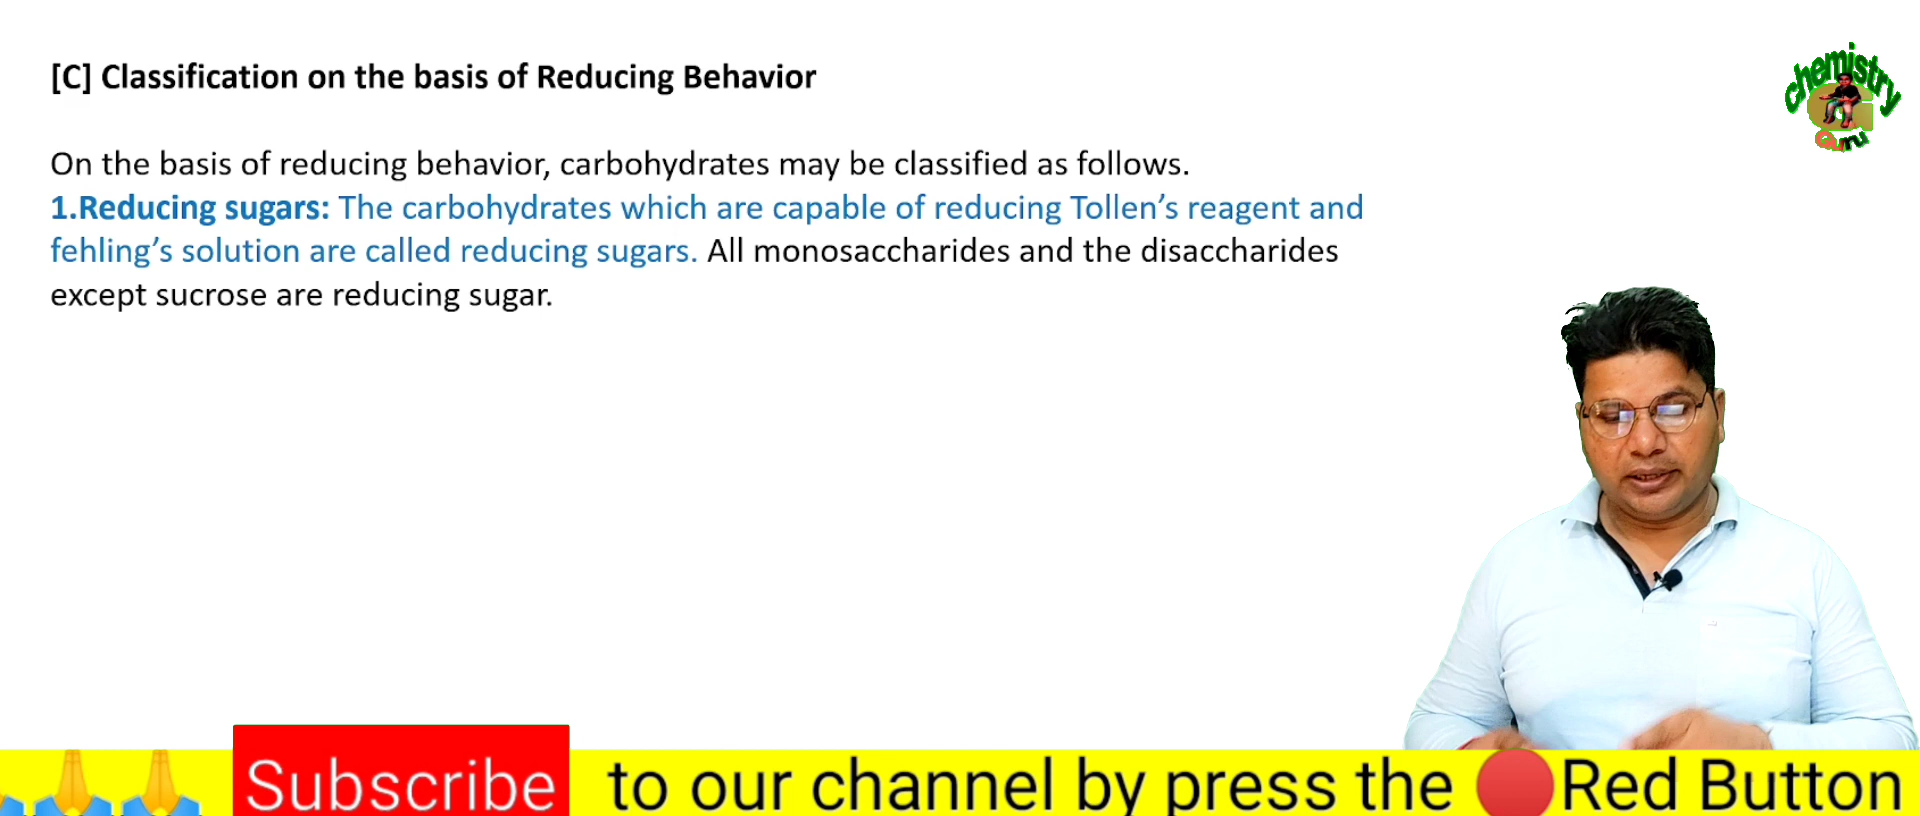 [C] Classification on the basis of Reducing Behavior
chemistry
Guru
On the basis of reducing behavior, carbohydrates may be classified as follows.
1.Reducing sugars: The carbohydrates which are capable of reducing Tollen’s reagent and
fehling’s solution are called reducing sugars. All monosaccharides and the disaccharides
except sucrose are reducing sugar.
Subscribe to our channel by press the Red Button